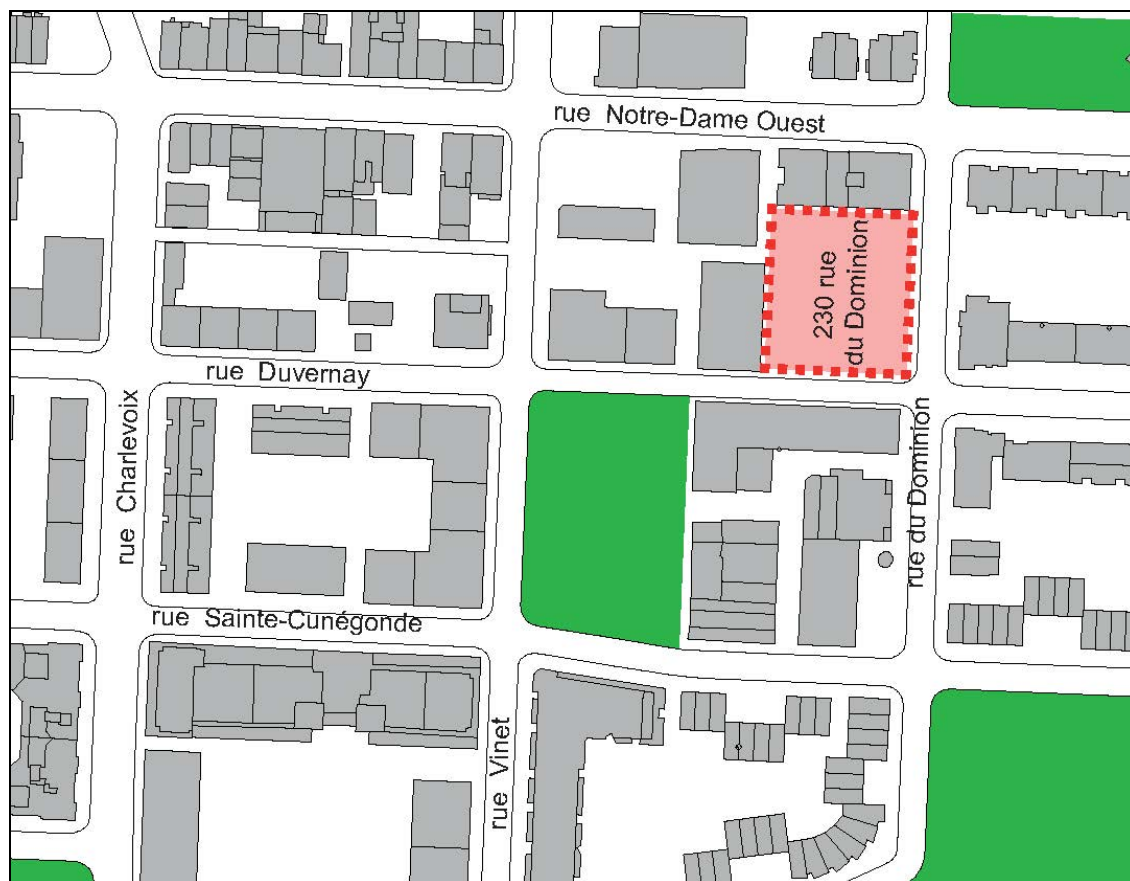 rue Notre-Dame Ouest
230 rue
du Dominion
rue Duvernay
rue Charlevoix
rue du Dominion
rue Sainte-Cunégonde
rue Vinet